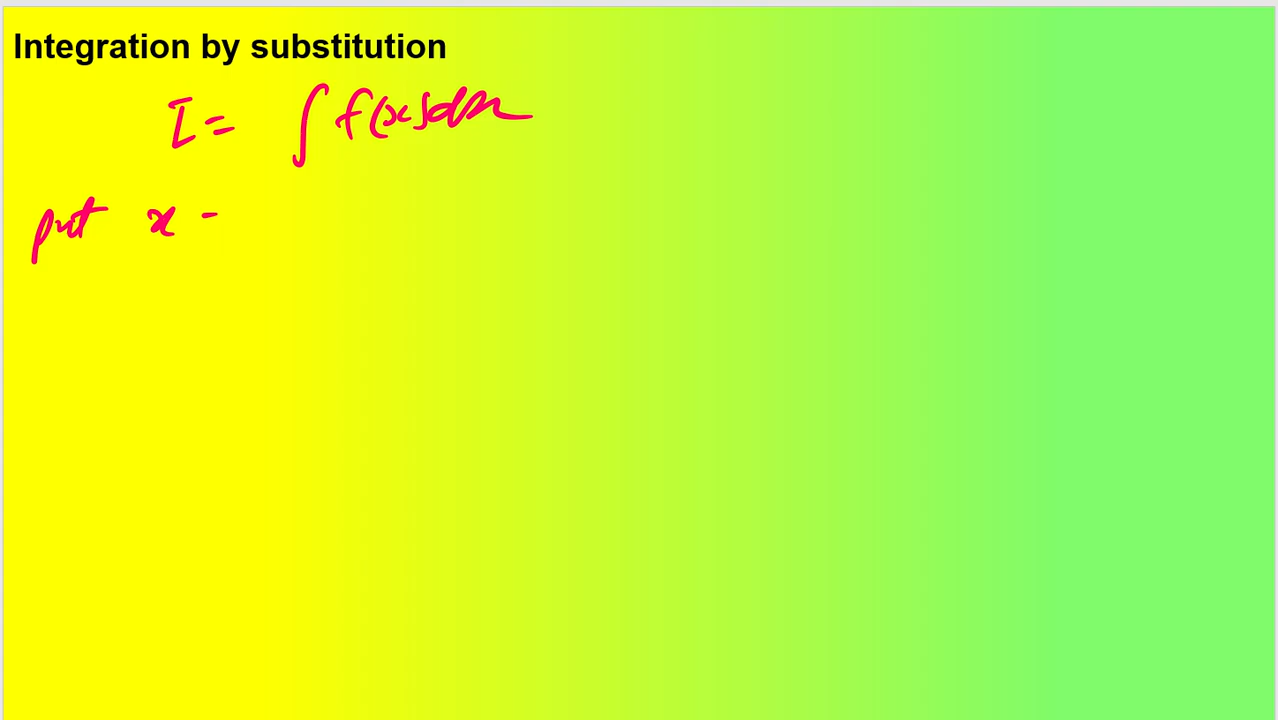 Integration by substitution
I = ∫ f(x) dx
put x =